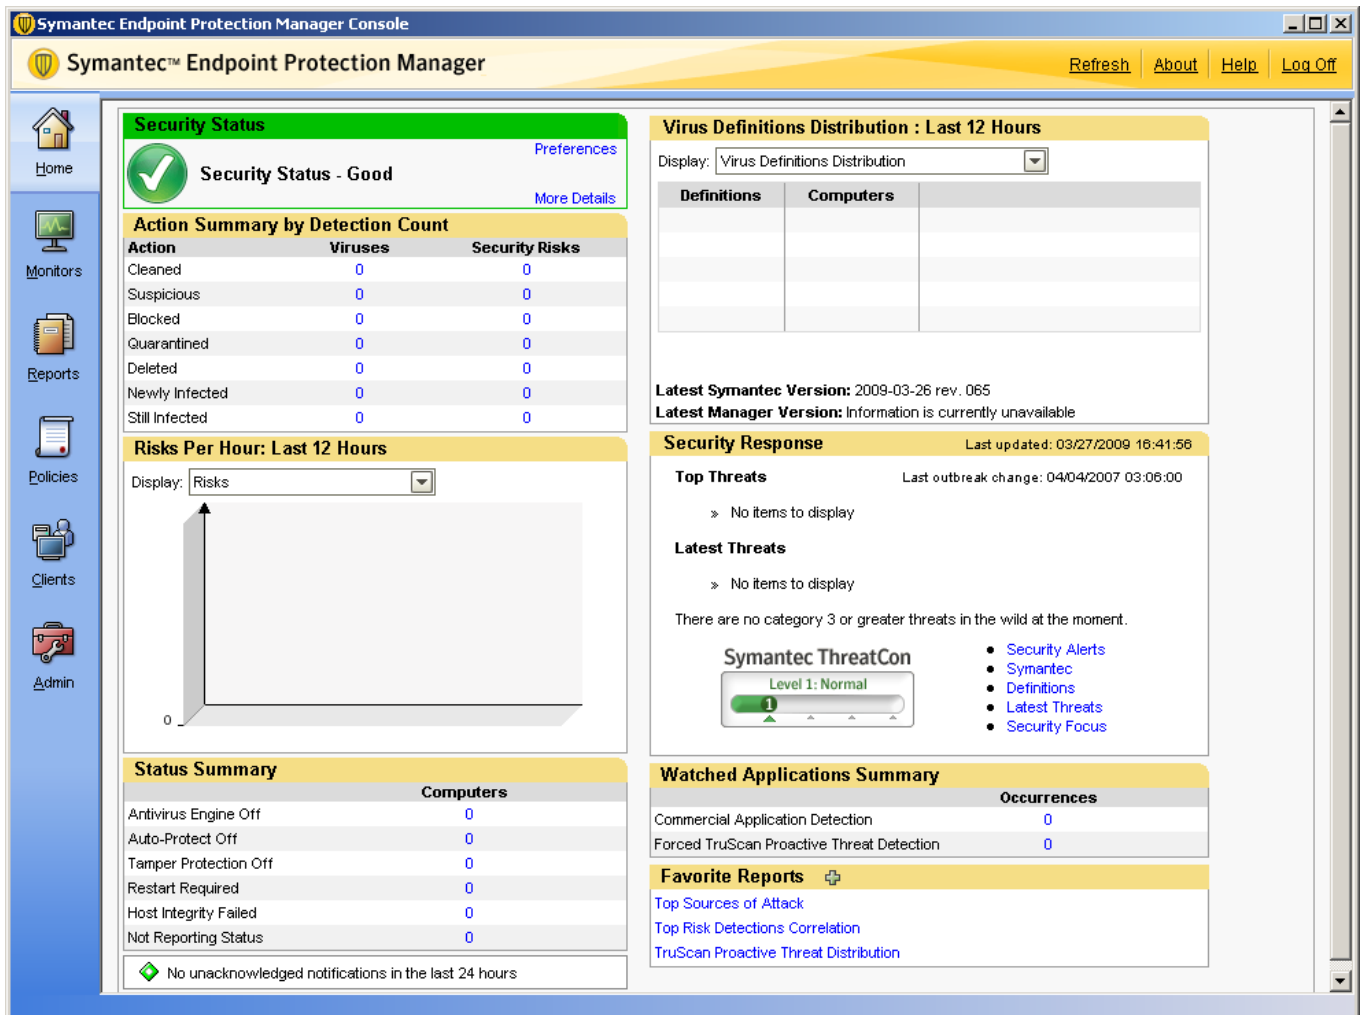 Symantec Endpoint Protection Manager Console
Symantec™ Endpoint Protection Manager
Refresh About Help Log Off
Home
Monitors
Reports
Policies
Clients
Admin
Security Status
Preferences
Security Status - Good
More Details
Action Summary by Detection Count
Action Viruses Security Risks
Cleaned 0 0
Suspicious 0 0
Blocked 0 0
Quarantined 0 0
Deleted 0 0
Newly Infected 0 0
Still Infected 0 0
Risks Per Hour: Last 12 Hours
Display: Risks
0
Status Summary
Computers
Antivirus Engine Off 0
Auto-Protect Off 0
Tamper Protection Off 0
Restart Required 0
Host Integrity Failed 0
Not Reporting Status 0
No unacknowledged notifications in the last 24 hours
Virus Definitions Distribution : Last 12 Hours
Display: Virus Definitions Distribution
Definitions Computers
Latest Symantec Version: 2009-03-26 rev. 065
Latest Manager Version: Information is currently unavailable
Security Response Last updated: 03/27/2009 16:41:56
Top Threats Last outbreak change: 04/04/2007 03:06:00
» No items to display
Latest Threats
» No items to display
There are no category 3 or greater threats in the wild at the moment.
Symantec ThreatCon
Level 1: Normal
1
• Security Alerts
• Symantec
• Definitions
• Latest Threats
• Security Focus
Watched Applications Summary
Occurrences
Commercial Application Detection 0
Forced TruScan Proactive Threat Detection 0
Favorite Reports
Top Sources of Attack
Top Risk Detections Correlation
TruScan Proactive Threat Distribution